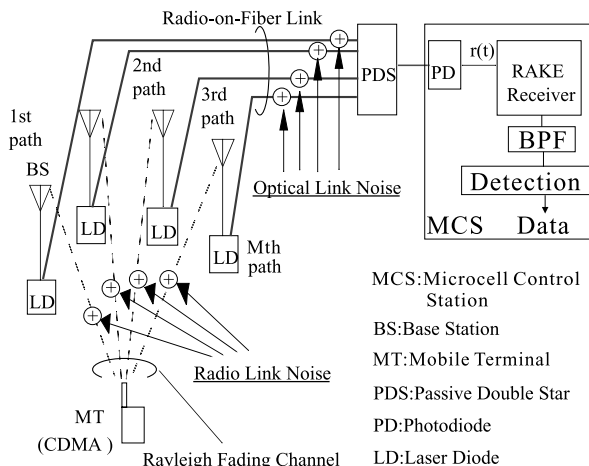 Radio-on-Fiber Link
1st path
BS
2nd path
3rd path
Mth path
LD
LD
LD
LD
PDS
PD
r(t)
RAKE
Receiver
BPF
Detection
MCS
Data
Optical Link Noise
Radio Link Noise
MT
(CDMA )
Rayleigh Fading Channel
MCS:Microcell Control
Station
BS:Base Station
MT:Mobile Terminal
PDS:Passive Double Star
PD:Photodiode
LD:Laser Diode